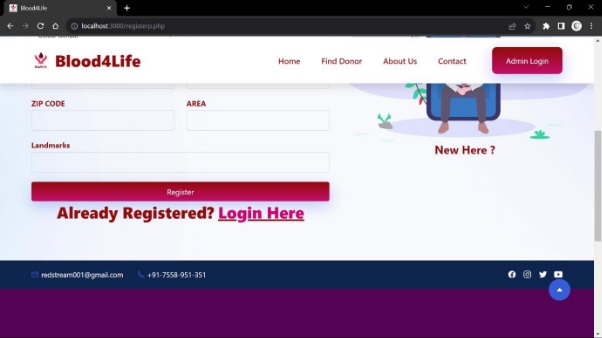 Blood4Life
localhost:3000/registerp.php
Blood4Life
Home
Find Donor
About Us
Contact
Admin Login
ZIP CODE
AREA
Landmarks
New Here ?
Register
Already Registered? Login Here
redstream001@gmail.com
+91-7558-951-351